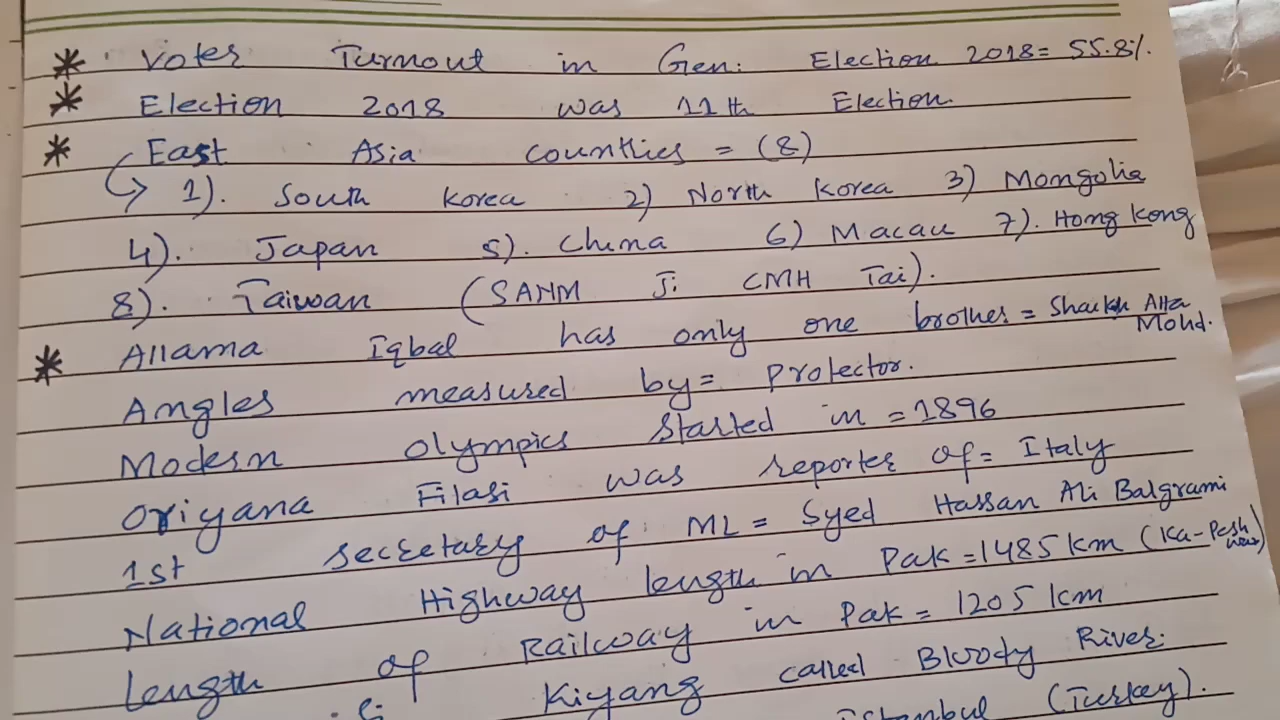 * Voter Turnout in Gen: Election 2018 = 55.8%.
* Election 2018 was 11th Election.
* East Asia countries = (8)
↳ 1). South Korea 2) North Korea 3) Mongolia
4). Japan 5). China 6) Macau 7). Hong Kong
8). Taiwan (SANM J: CMH Tai).
* Allama Iqbal has only one brother = Shaikh Atta Mohd.
Angles measured by = Protector.
Modern Olympics started in = 1896
Oriyana Filasi was reporter of = Italy
1st secretary of ML = Syed Hassan Ali Balgrami
National Highway length in Pak = 1485 km (Ka-Peshwar)
Length of Railway in Pak = 1205 km
Kiyang called Bloody River.
Istanbul (Turkey).